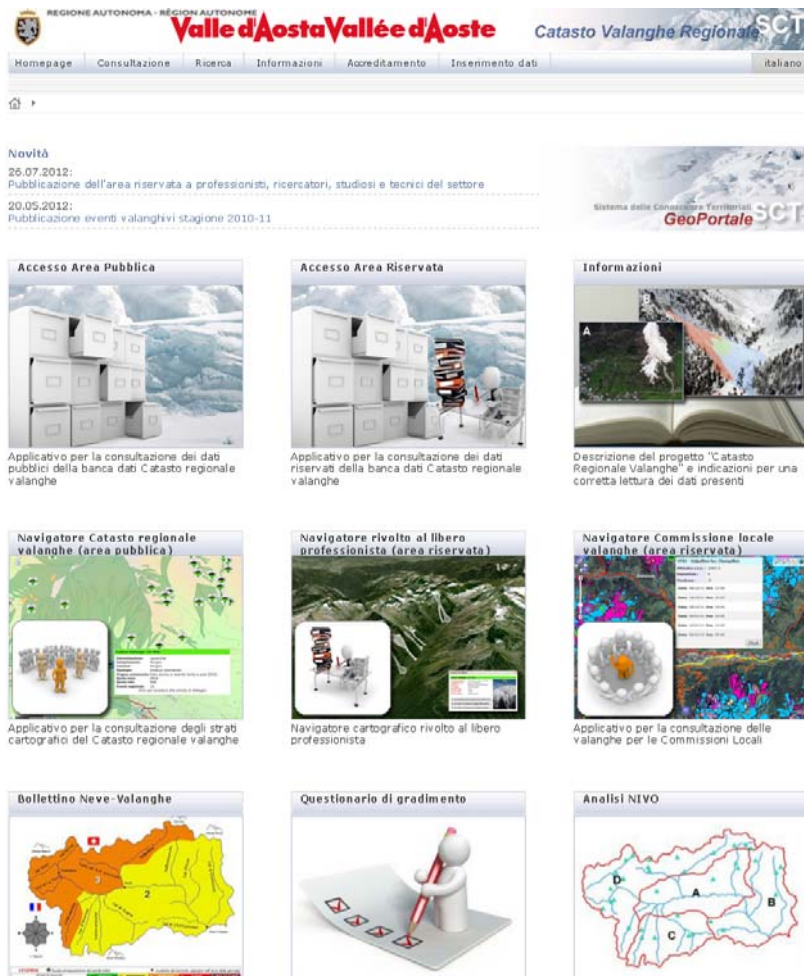 REGIONE AUTONOMA - RÉGION AUTONOME
Valle d'Aosta Vallée d'Aoste
Catasto Valanghe Regionale SCT
Homepage Consultazione Ricerca Informazioni Accreditamento Inserimento dati italiano
Novità
26.07.2012:
Pubblicazione dell'area riservata a professionisti, ricercatori, studiosi e tecnici del settore
20.05.2012:
Pubblicazione eventi valanghivi stagione 2010-11
Sistema delle Conoscenze Territoriali
GeoPortale SCT
Accesso Area Pubblica
Applicativo per la consultazione dei dati
pubblici della banca dati Catasto regionale
valanghe
Accesso Area Riservata
Applicativo per la consultazione dei dati
riservati della banca dati Catasto regionale
valanghe
Informazioni
A
B
Descrizione del progetto "Catasto
Regionale Valanghe" e indicazioni per una
corretta lettura dei dati presenti
Navigatore Catasto regionale
valanghe (area pubblica)
Applicativo per la consultazione degli strati
cartografici del Catasto regionale valanghe
Navigatore rivolto al libero
professionista (area riservata)
Navigatore cartografico rivolto al libero
professionista
Navigatore Commissione locale
valanghe (area riservata)
Applicativo per la consultazione delle
valanghe per le Commissioni Locali
Bollettino Neve-Valanghe
3
2
Questionario di gradimento
Analisi NIVO
D
A
B
C